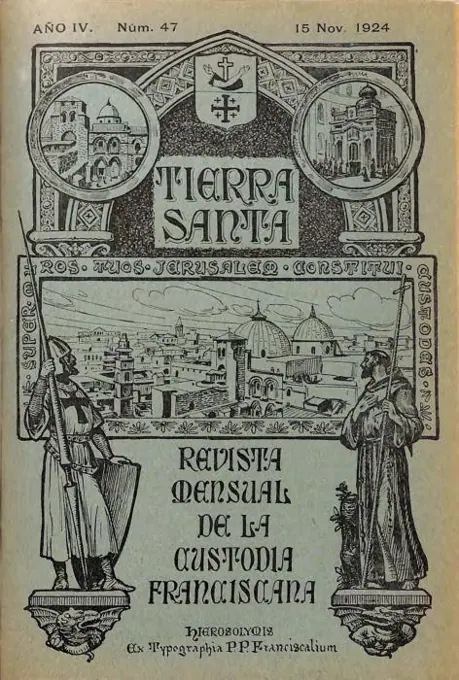 AÑO IV. Núm. 47 15 Nov. 1924
TIERRA
SANTA
SUPER · MUROS · TUOS · JERUSALEM · CONSTITUI · CUSTODES
REVISTA
MENSUAL
DE LA
CUSTODIA
FRANCISCANA
HIEROSOLYMIS
Ex Typographia P P. Franciscalium